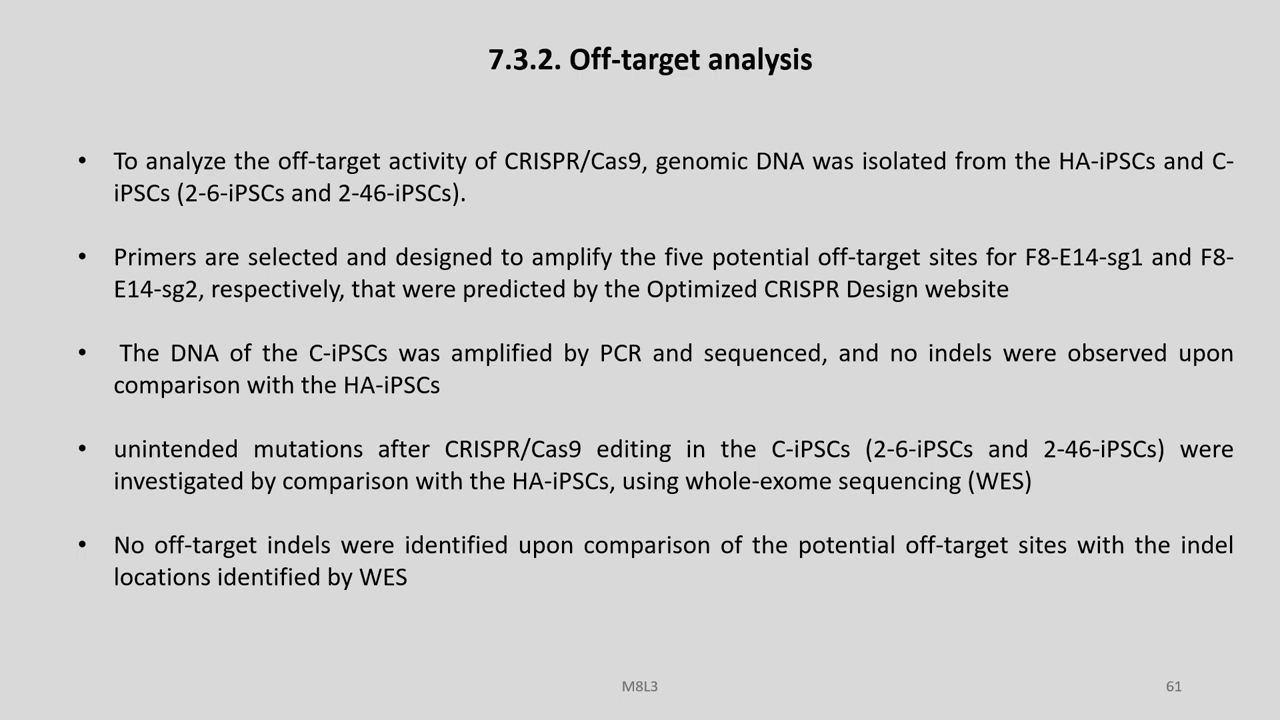 7.3.2. Off-target analysis
• To analyze the off-target activity of CRISPR/Cas9, genomic DNA was isolated from the HA-iPSCs and C-
iPSCs (2-6-iPSCs and 2-46-iPSCs).
• Primers are selected and designed to amplify the five potential off-target sites for F8-E14-sg1 and F8-
E14-sg2, respectively, that were predicted by the Optimized CRISPR Design website
• The DNA of the C-iPSCs was amplified by PCR and sequenced, and no indels were observed upon
comparison with the HA-iPSCs
• unintended mutations after CRISPR/Cas9 editing in the C-iPSCs (2-6-iPSCs and 2-46-iPSCs) were
investigated by comparison with the HA-iPSCs, using whole-exome sequencing (WES)
• No off-target indels were identified upon comparison of the potential off-target sites with the indel
locations identified by WES
M8L3
61